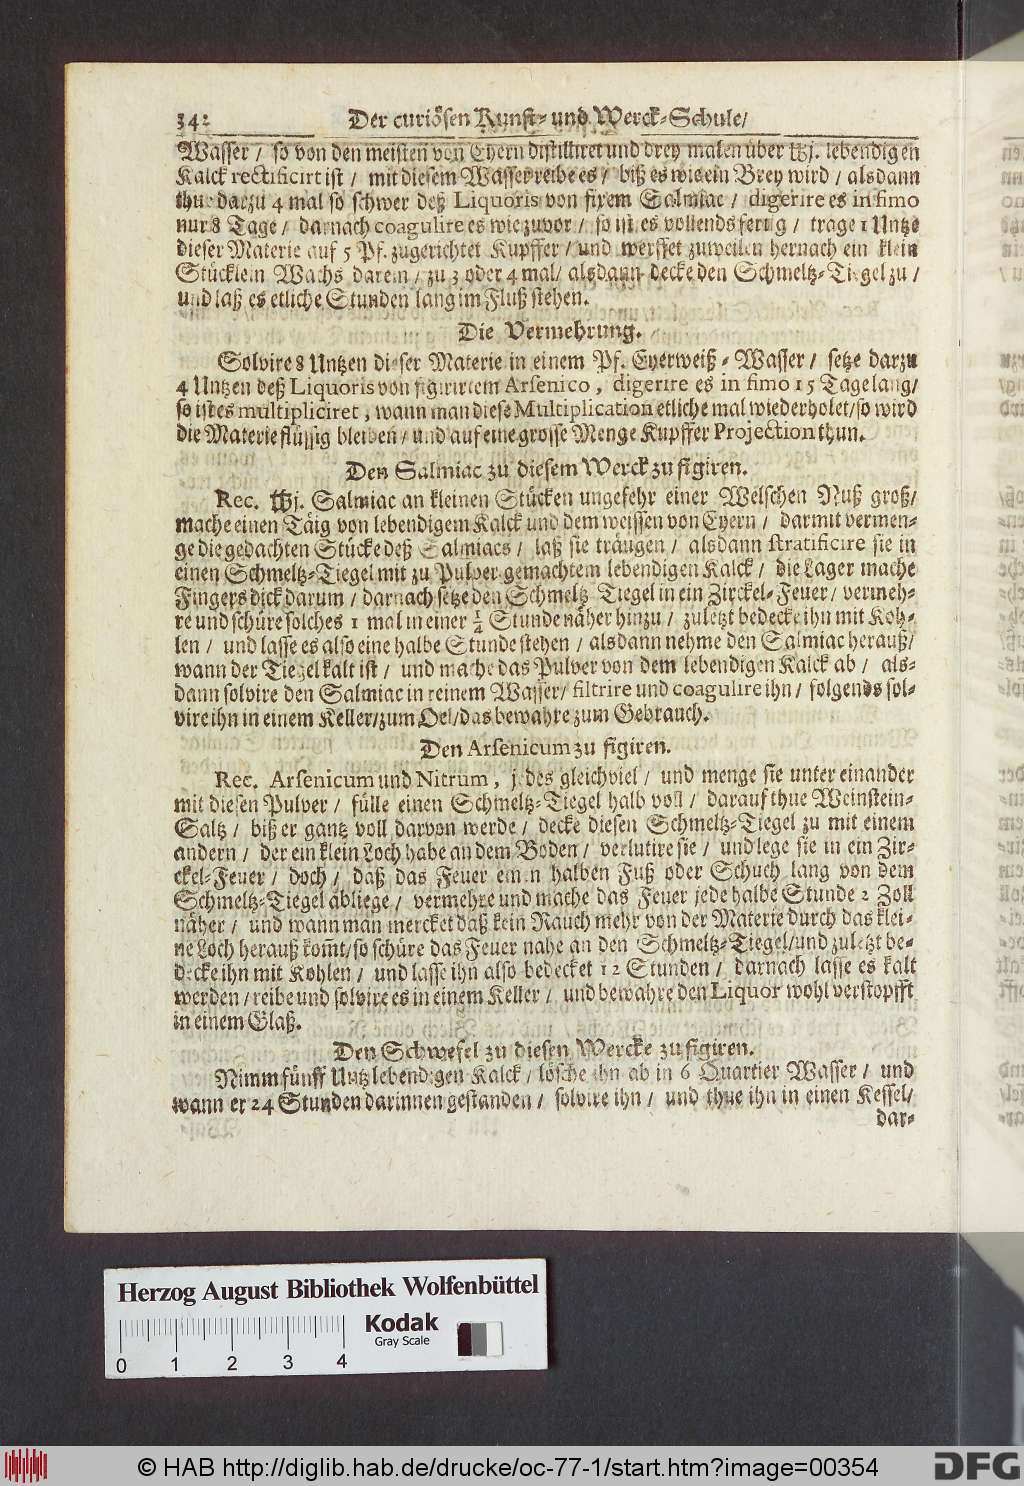 342 Der curiösen Kunst- und Werck-Schule/
Wasser / so von den meisten von Eyern distilliret und drey malen über ℔j. lebendigen
Kalck rectificirt ist / mit diesem Wasser reibe es / biß es wie ein Brey wird / alsdann
thue darzu 4 mal so schwer deß Liquoris von fixem Salmiac / digerire es in fimo
nur 8 Tage / darnach coagulire es wie zuvor / so ist es vollends fertig / trage 1 Untze
dieser Materie auf 5 Pf. zugerichtet Kupffer / und werffet zuweilen hernach ein klein
Stücklein Wachs darein / zu 3 oder 4 mal / alsdann decke den Schmeltz-Tiegel zu /
und laß es etliche Stunden lang im Fluß stehen.
Die Vermehrung.
Solvire 8 Untzen dieser Materie in einem Pf. Eyerweiß-Wasser / setze darzu
4 Untzen deß Liquoris von figirirtem Arsenico, digerire es in fimo 15 Tage lang/
so ist es multipliciret, wann man diese Multiplication etliche mal wiederholet/so wird
die Materie flüssig bleiben / und auf eine grosse Menge Kupffer Projection thun.
Den Salmiac zu diesem Werck zu figiren.
Rec. ℔j. Salmiac an kleinen Stücken ungefehr einer Welschen Nuß groß/
mache einen Täig von lebendigem Kalck und dem weissen von Eyern / darmit vermen-
ge die gedachten Stücke deß Salmiacs / laß sie träugen / alsdann stratificire sie in
einen Schmeltz-Tiegel mit zu Pulver gemachtem lebendigen Kalck / die Lager mache
Fingers dick darum / darnach setze den Schmeltz-Tiegel in ein Zirckel-Feuer / vermeh-
re und schüre solches 1 mal in einer ¼ Stunde näher hinzu / zuletzt bedecke ihn mit Koh-
len / und lasse es also eine halbe Stunde stehen / alsdann nehme den Salmiac herauß/
wann der Tiegel kalt ist / und mache das Pulver von dem lebendigen Kalck ab / als-
dann solvire den Salmiac in reinem Wasser/ filtrire und coagulire ihn / folgends sol-
vire ihn in einem Keller/zum Oel/das bewahre zum Gebrauch.
Den Arsenicum zu figiren.
Rec. Arsenicum und Nitrum, j. des gleich viel / und menge sie unter einander
mit diesen Pulver / fülle einen Schmeltz-Tiegel halb voll / darauf thue Weinstein-
Saltz / biß er gantz voll darvon werde / decke diesen Schmeltz-Tiegel zu mit einem
andern / der ein klein Loch habe an dem Boden / verlutire sie / und lege sie in ein Zir-
ckel-Feuer / doch / daß das Feuer einen halben Fuß oder Schuch lang von dem
Schmeltz-Tiegel abliege / vermehre und mache das Feuer jede halbe Stunde 2 Zoll
näher / und wann man mercket daß kein Rauch mehr von der Materie durch das klei-
ne Loch herauß kom̃t/so schüre das Feuer nahe an den Schmeltz-Tiegel/und zuletzt be-
decke ihn mit Kohlen / und lasse ihn also bedecket 12 Stunden / darnach lasse es kalt
werden / reibe und solvire es in einem Keller / und bewahre den Liquor wohl verstopfft
in einem Glaß.
Den Schwefel zu diesen Wercke zu figiren.
Nimm fünff Untz lebendigen Kalck / lösche ihn ab in 6 Quartier Wasser / und
wann er 24 Stunden darinnen gestanden / solvire ihn / und thue ihn in einen Kessel/
dar-
Herzog August Bibliothek Wolfenbüttel
Kodak
Gray Scale
0 1 2 3 4
© HAB http://diglib.hab.de/drucke/oc-77-1/start.htm?image=00354
DFG